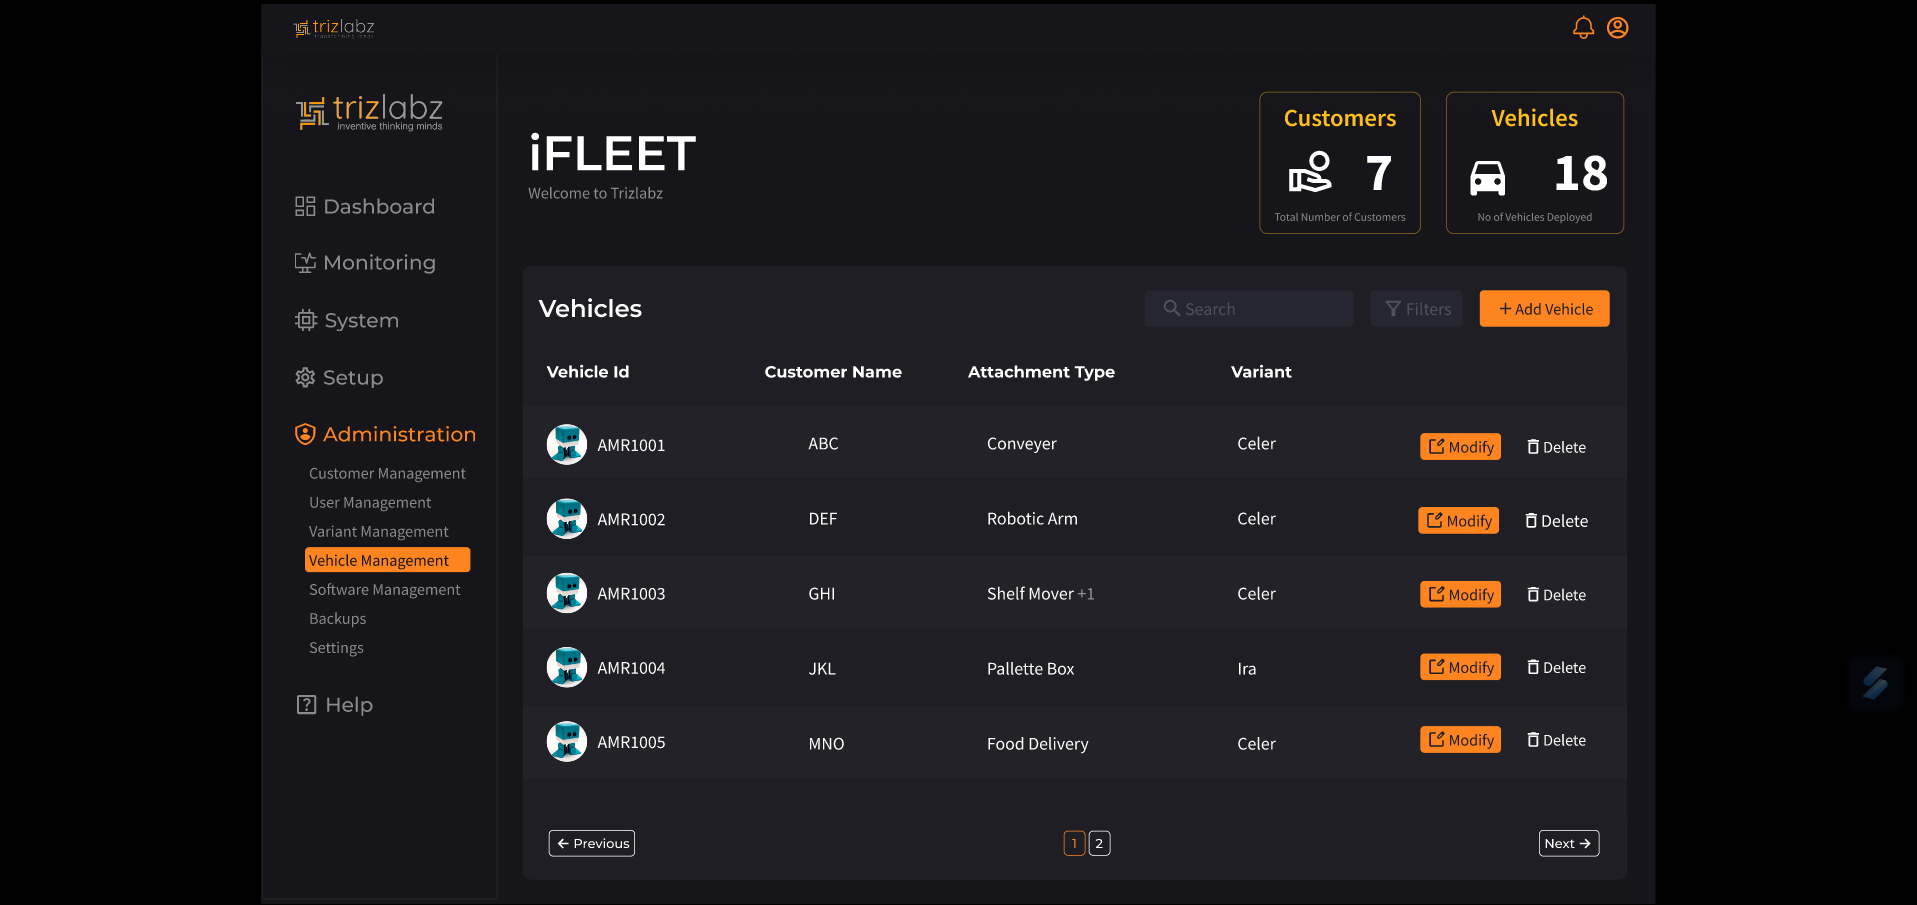 trizlabz
trizlabz
inventive thinking minds
Dashboard
Monitoring
System
Setup
Administration
Customer Management
User Management
Variant Management
Vehicle Management
Software Management
Backups
Settings
Help
iFLEET
Welcome to Trizlabz
Customers
7
Total Number of Customers
Vehicles
18
No of Vehicles Deployed
Vehicles
Search
Filters
+ Add Vehicle
Vehicle Id Customer Name Attachment Type Variant
AMR1001 ABC Conveyer Celer Modify Delete
AMR1002 DEF Robotic Arm Celer Modify Delete
AMR1003 GHI Shelf Mover +1 Celer Modify Delete
AMR1004 JKL Pallette Box Ira Modify Delete
AMR1005 MNO Food Delivery Celer Modify Delete
← Previous 1 2 Next →